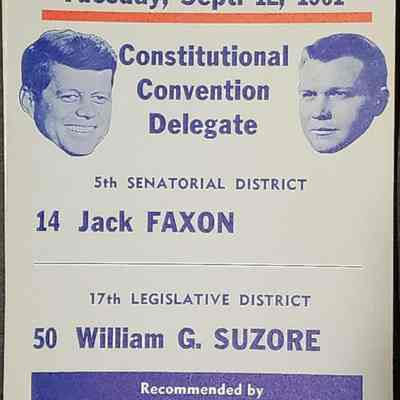 Tuesday, Sept. 12, 1961
Constitutional
Convention
Delegate
5th SENATORIAL DISTRICT
14 Jack FAXON
17th LEGISLATIVE DISTRICT
50 William G. SUZORE
Recommended by